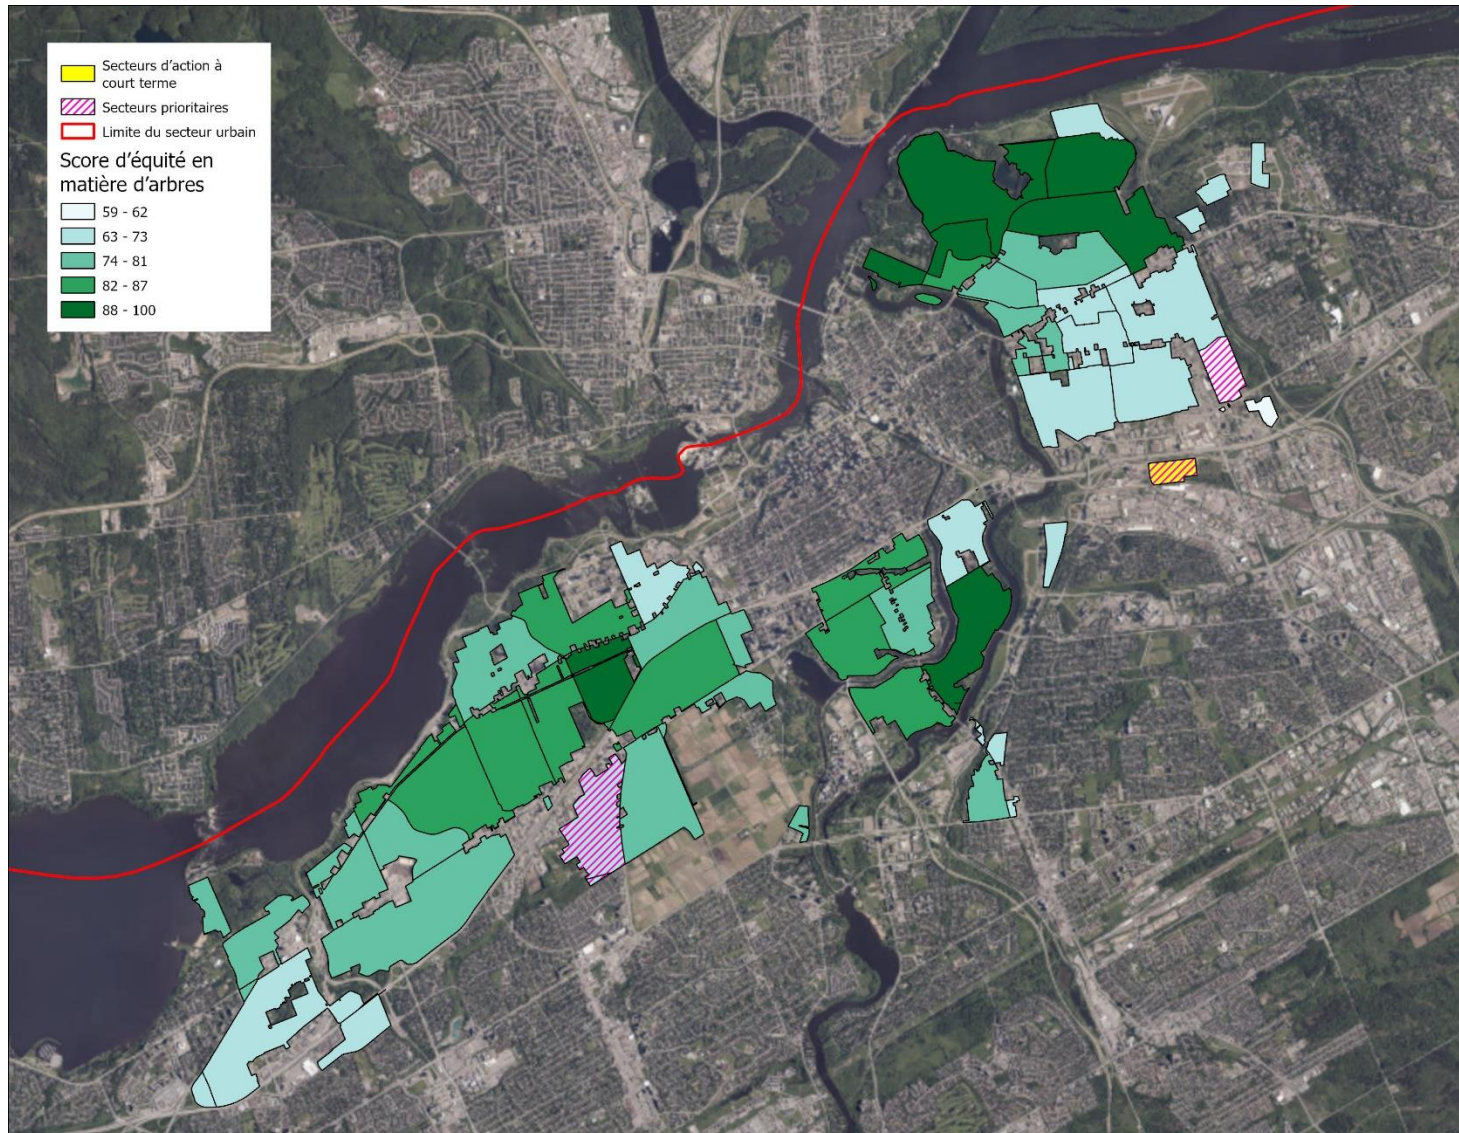 Secteurs d'action à
court terme
Secteurs prioritaires
Limite du secteur urbain
Score d'équité en
matière d'arbres
59 - 62
63 - 73
74 - 81
82 - 87
88 - 100